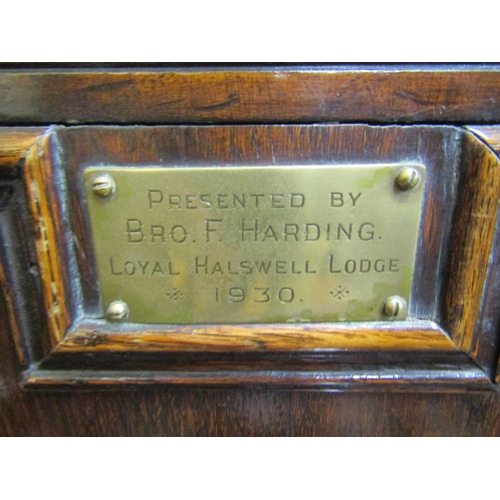 PRESENTED BY
BRO. F. HARDING.
LOYAL HALSWELL LODGE
1930.